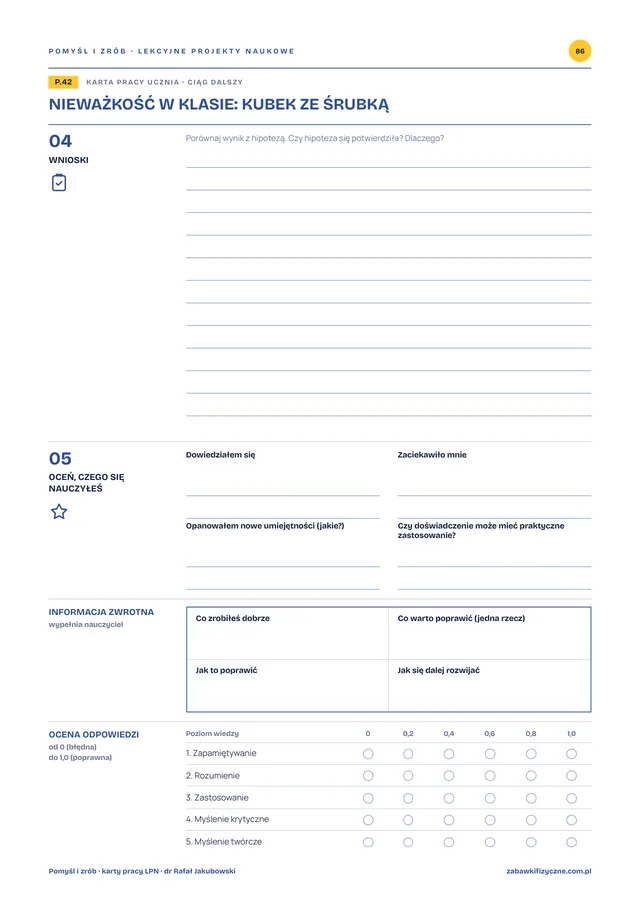 POMYŚL I ZRÓB · LEKCYJNE PROJEKTY NAUKOWE
86
P.42 KARTA PRACY UCZNIA · CIĄG DALSZY
NIEWAŻKOŚĆ W KLASIE: KUBEK ZE ŚRUBKĄ
04
WNIOSKI
Porównaj wynik z hipotezą. Czy hipoteza się potwierdziła? Dlaczego?
05
OCEŃ, CZEGO SIĘ
NAUCZYŁEŚ
Dowiedziałem się
Zaciekawiło mnie
Opanowałem nowe umiejętności (jakie?)
Czy doświadczenie może mieć praktyczne
zastosowanie?
INFORMACJA ZWROTNA
wypełnia nauczyciel
Co zrobiłeś dobrze
Co warto poprawić (jedna rzecz)
Jak to poprawić
Jak się dalej rozwijać
OCENA ODPOWIEDZI
od 0 (błędna)
do 1,0 (poprawna)
Poziom wiedzy 0 0,2 0,4 0,6 0,8 1,0
1. Zapamiętywanie
2. Rozumienie
3. Zastosowanie
4. Myślenie krytyczne
5. Myślenie twórcze
Pomyśl i zrób · karty pracy LPN · dr Rafał Jakubowski
zabawkifizyczne.com.pl